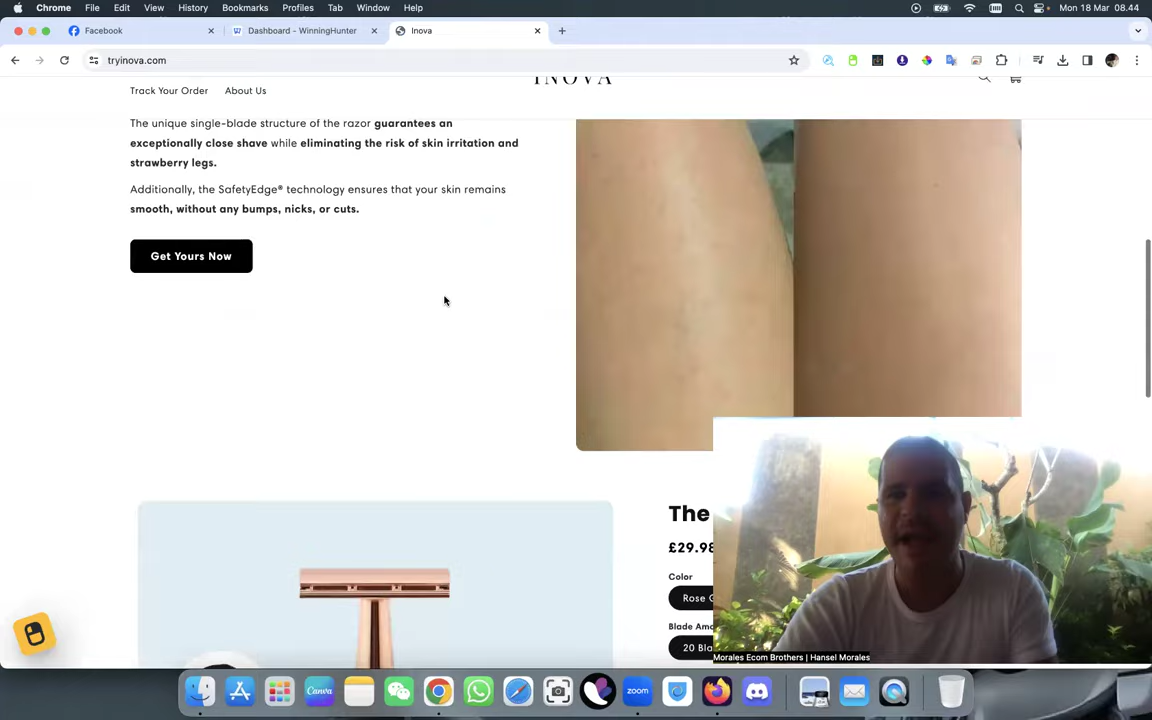 Chrome File Edit View History Bookmarks Profiles Tab Window Help Mon 18 Mar 08.44
Facebook Dashboard - WinningHunter Inova
tryinova.com
INOVA
Track Your Order About Us
The unique single-blade structure of the razor guarantees an
exceptionally close shave while eliminating the risk of skin irritation and
strawberry legs.
Additionally, the SafetyEdge® technology ensures that your skin remains
smooth, without any bumps, nicks, or cuts.
Get Yours Now
The
£29.98
Color
Rose G
Blade Amo
20 Bla
Morales Ecom Brothers | Hansel Morales
Canva
zoom